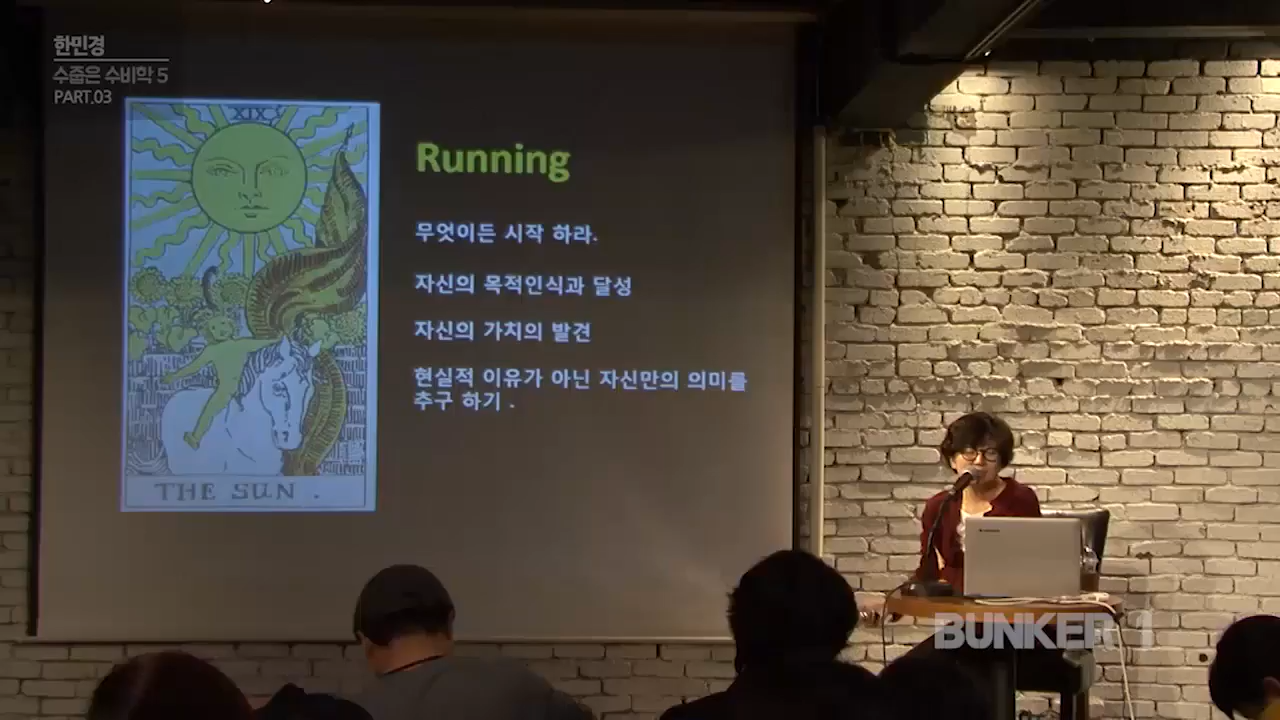 한민경
수줍은 수비학 5
PART.03
XIX
Running
무엇이든 시작 하라.
자신의 목적인식과 달성
자신의 가치의 발견
현실적 이유가 아닌 자신만의 의미를
추구 하기 .
THE SUN .
BUNKER 1